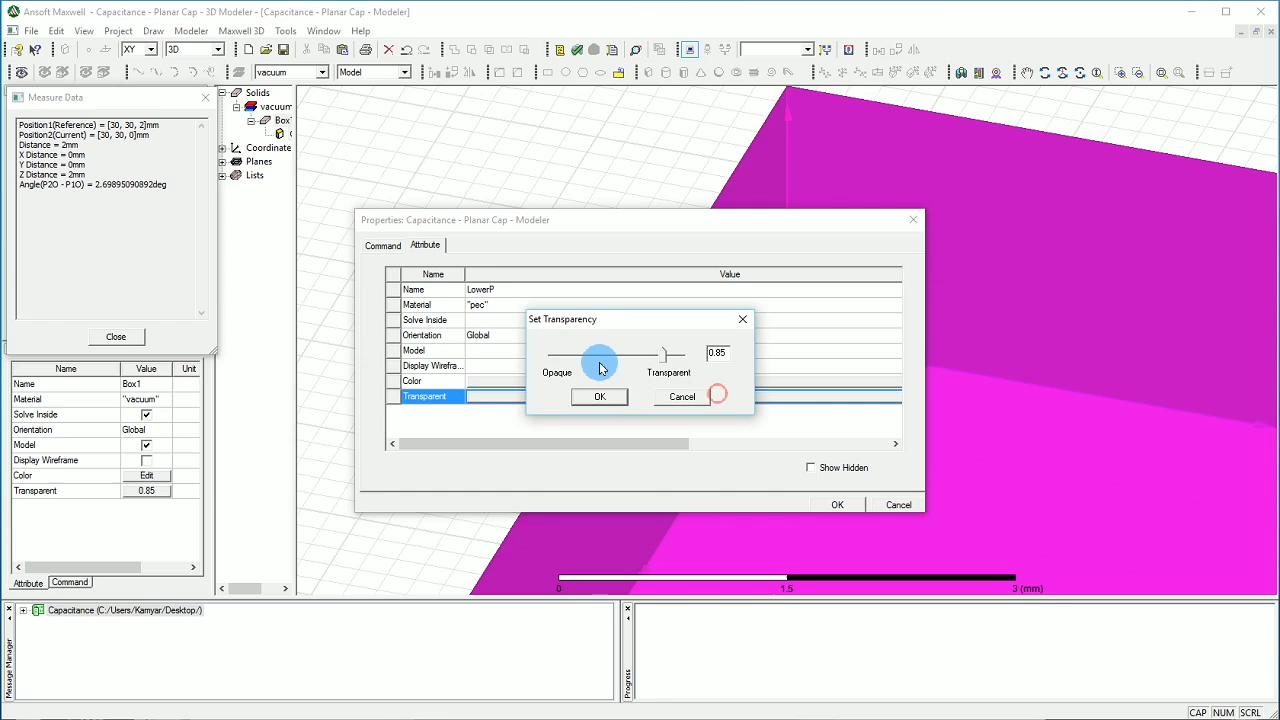 Ansoft Maxwell - Capacitance - Planar Cap - 3D Modeler - [Capacitance - Planar Cap - Modeler]
File Edit View Project Draw Modeler Maxwell 3D Tools Window Help
XY 3D
vacuum Model
Measure Data
Position1(Reference) = [30, 30, 2]mm
Position2(Current) = [30, 30, 0]mm
Distance = 2mm
X Distance = 0mm
Y Distance = 0mm
Z Distance = 2mm
Angle(P2O - P1O) = 2.69895090892deg
Close
Solids
vacuum
Box
Coordinate
Planes
Lists
Properties: Capacitance - Planar Cap - Modeler
Command Attribute
Name Value
Name LowerP
Material "pec"
Solve Inside
Orientation Global
Model
Display Wirefra...
Color
Transparent
Show Hidden
OK Cancel
Set Transparency
0.85
Opaque Transparent
OK Cancel
Name Value Unit
Name Box1
Material "vacuum"
Solve Inside
Orientation Global
Model
Display Wireframe
Color Edit
Transparent 0.85
Attribute Command
0 1.5 3 (mm)
Message Manager
Capacitance (C:/Users/Kamyar/Desktop/)
Progress
CAP NUM SCRL